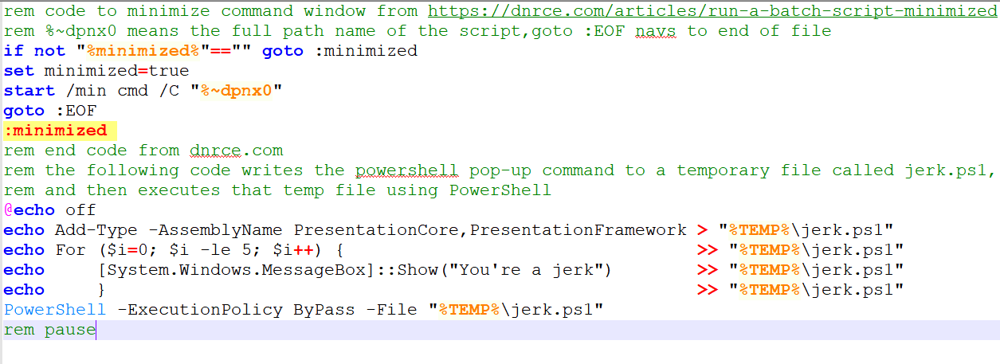 rem code to minimize command window from https://dnrce.com/articles/run-a-batch-script-minimized
rem %~dpnx0 means the full path name of the script,goto :EOF navs to end of file
if not "%minimized%"=="" goto :minimized
set minimized=true
start /min cmd /C "%~dpnx0"
goto :EOF
:minimized
rem end code from dnrce.com
rem the following code writes the powershell pop-up command to a temporary file called jerk.ps1,
rem and then executes that temp file using PowerShell
@echo off
echo Add-Type -AssemblyName PresentationCore,PresentationFramework > "%TEMP%\jerk.ps1"
echo For ($i=0; $i -le 5; $i++) {                          >> "%TEMP%\jerk.ps1"
echo    [System.Windows.MessageBox]::Show("You're a jerk")      >> "%TEMP%\jerk.ps1"
echo    }                                              >> "%TEMP%\jerk.ps1"
PowerShell -ExecutionPolicy ByPass -File "%TEMP%\jerk.ps1"
rem pause